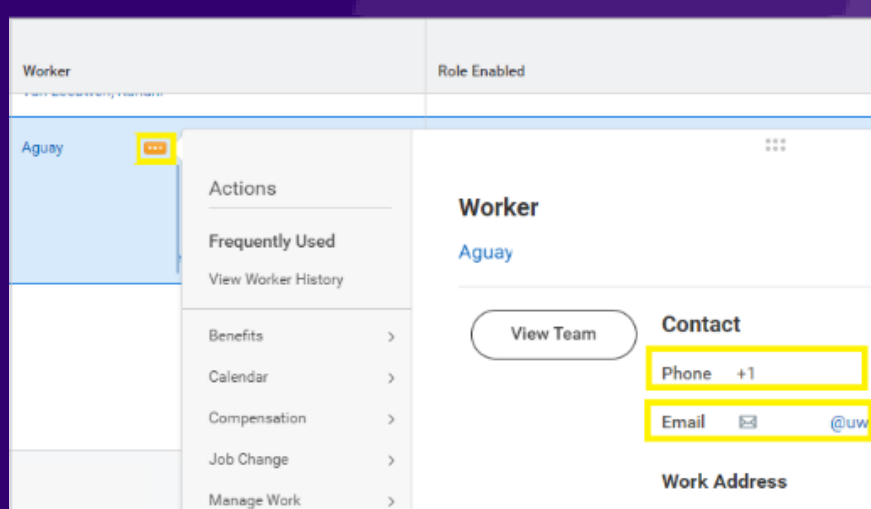 Worker Role Enabled
Aguay
Actions
Frequently Used
View Worker History
Benefits
Calendar
Compensation
Job Change
Manage Work
Worker
Aguay
View Team
Contact
Phone +1
Email @uw
Work Address